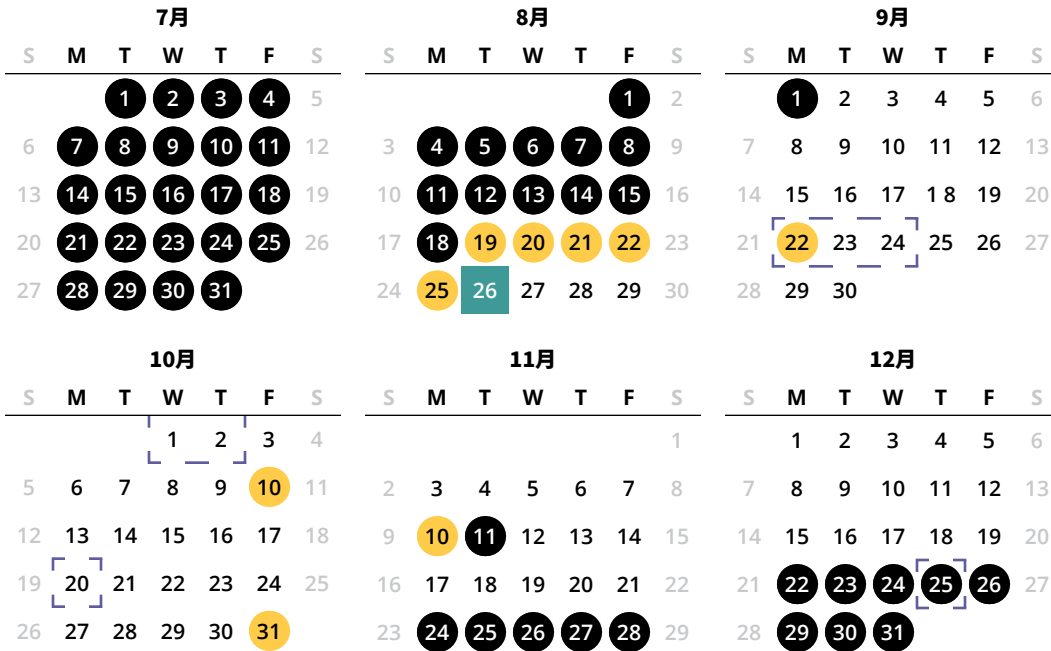 7月 8月 9月
S M T W T F S S M T W T F S S M T W T F S
1 2 3 4 5 1 2 1 2 3 4 5 6
6 7 8 9 10 11 12 3 4 5 6 7 8 9 7 8 9 10 11 12 13
13 14 15 16 17 18 19 10 11 12 13 14 15 16 14 15 16 17 18 19 20
20 21 22 23 24 25 26 17 18 19 20 21 22 23 21 22 23 24 25 26 27
27 28 29 30 31 24 25 26 27 28 29 30 28 29 30
10月 11月 12月
S M T W T F S S M T W T F S S M T W T F S
1 2 3 4 1 1 2 3 4 5 6
5 6 7 8 9 10 11 2 3 4 5 6 7 8 7 8 9 10 11 12 13
12 13 14 15 16 17 18 9 10 11 12 13 14 15 14 15 16 17 18 19 20
19 20 21 22 23 24 25 16 17 18 19 20 21 22 21 22 23 24 25 26 27
26 27 28 29 30 31 23 24 25 26 27 28 29 28 29 30 31